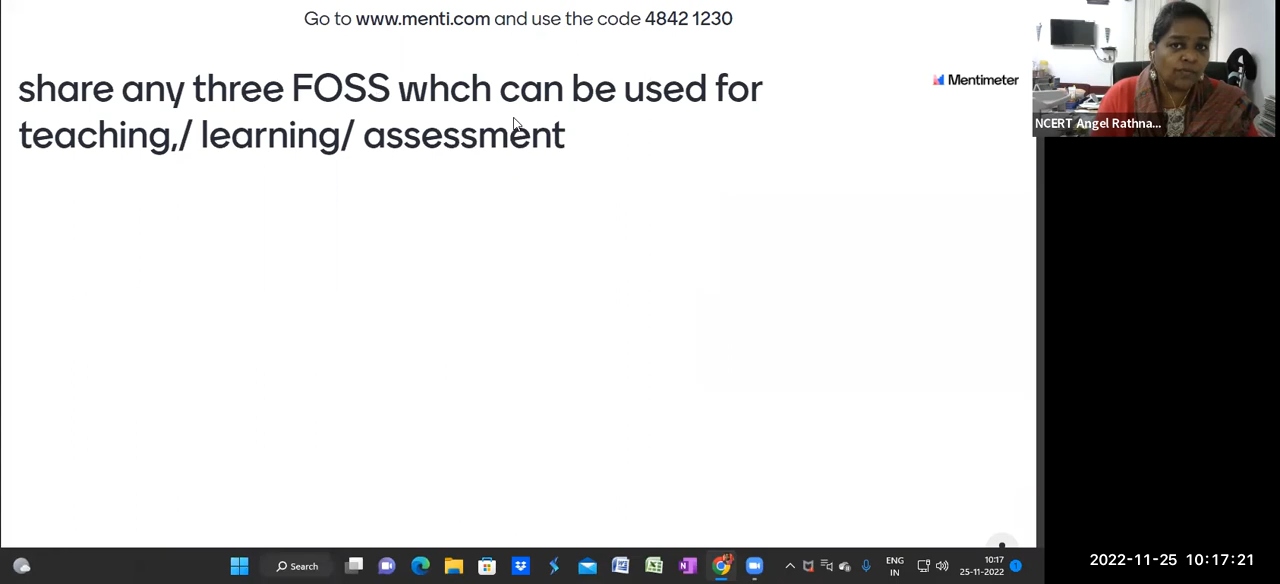 Go to www.menti.com and use the code 4842 1230
Mentimeter
share any three FOSS whch can be used for
teaching,/ learning/ assessment
NCERT Angel Rathna...
Search
ENG
IN
10:17
25-11-2022
1
2022-11-25 10:17:21